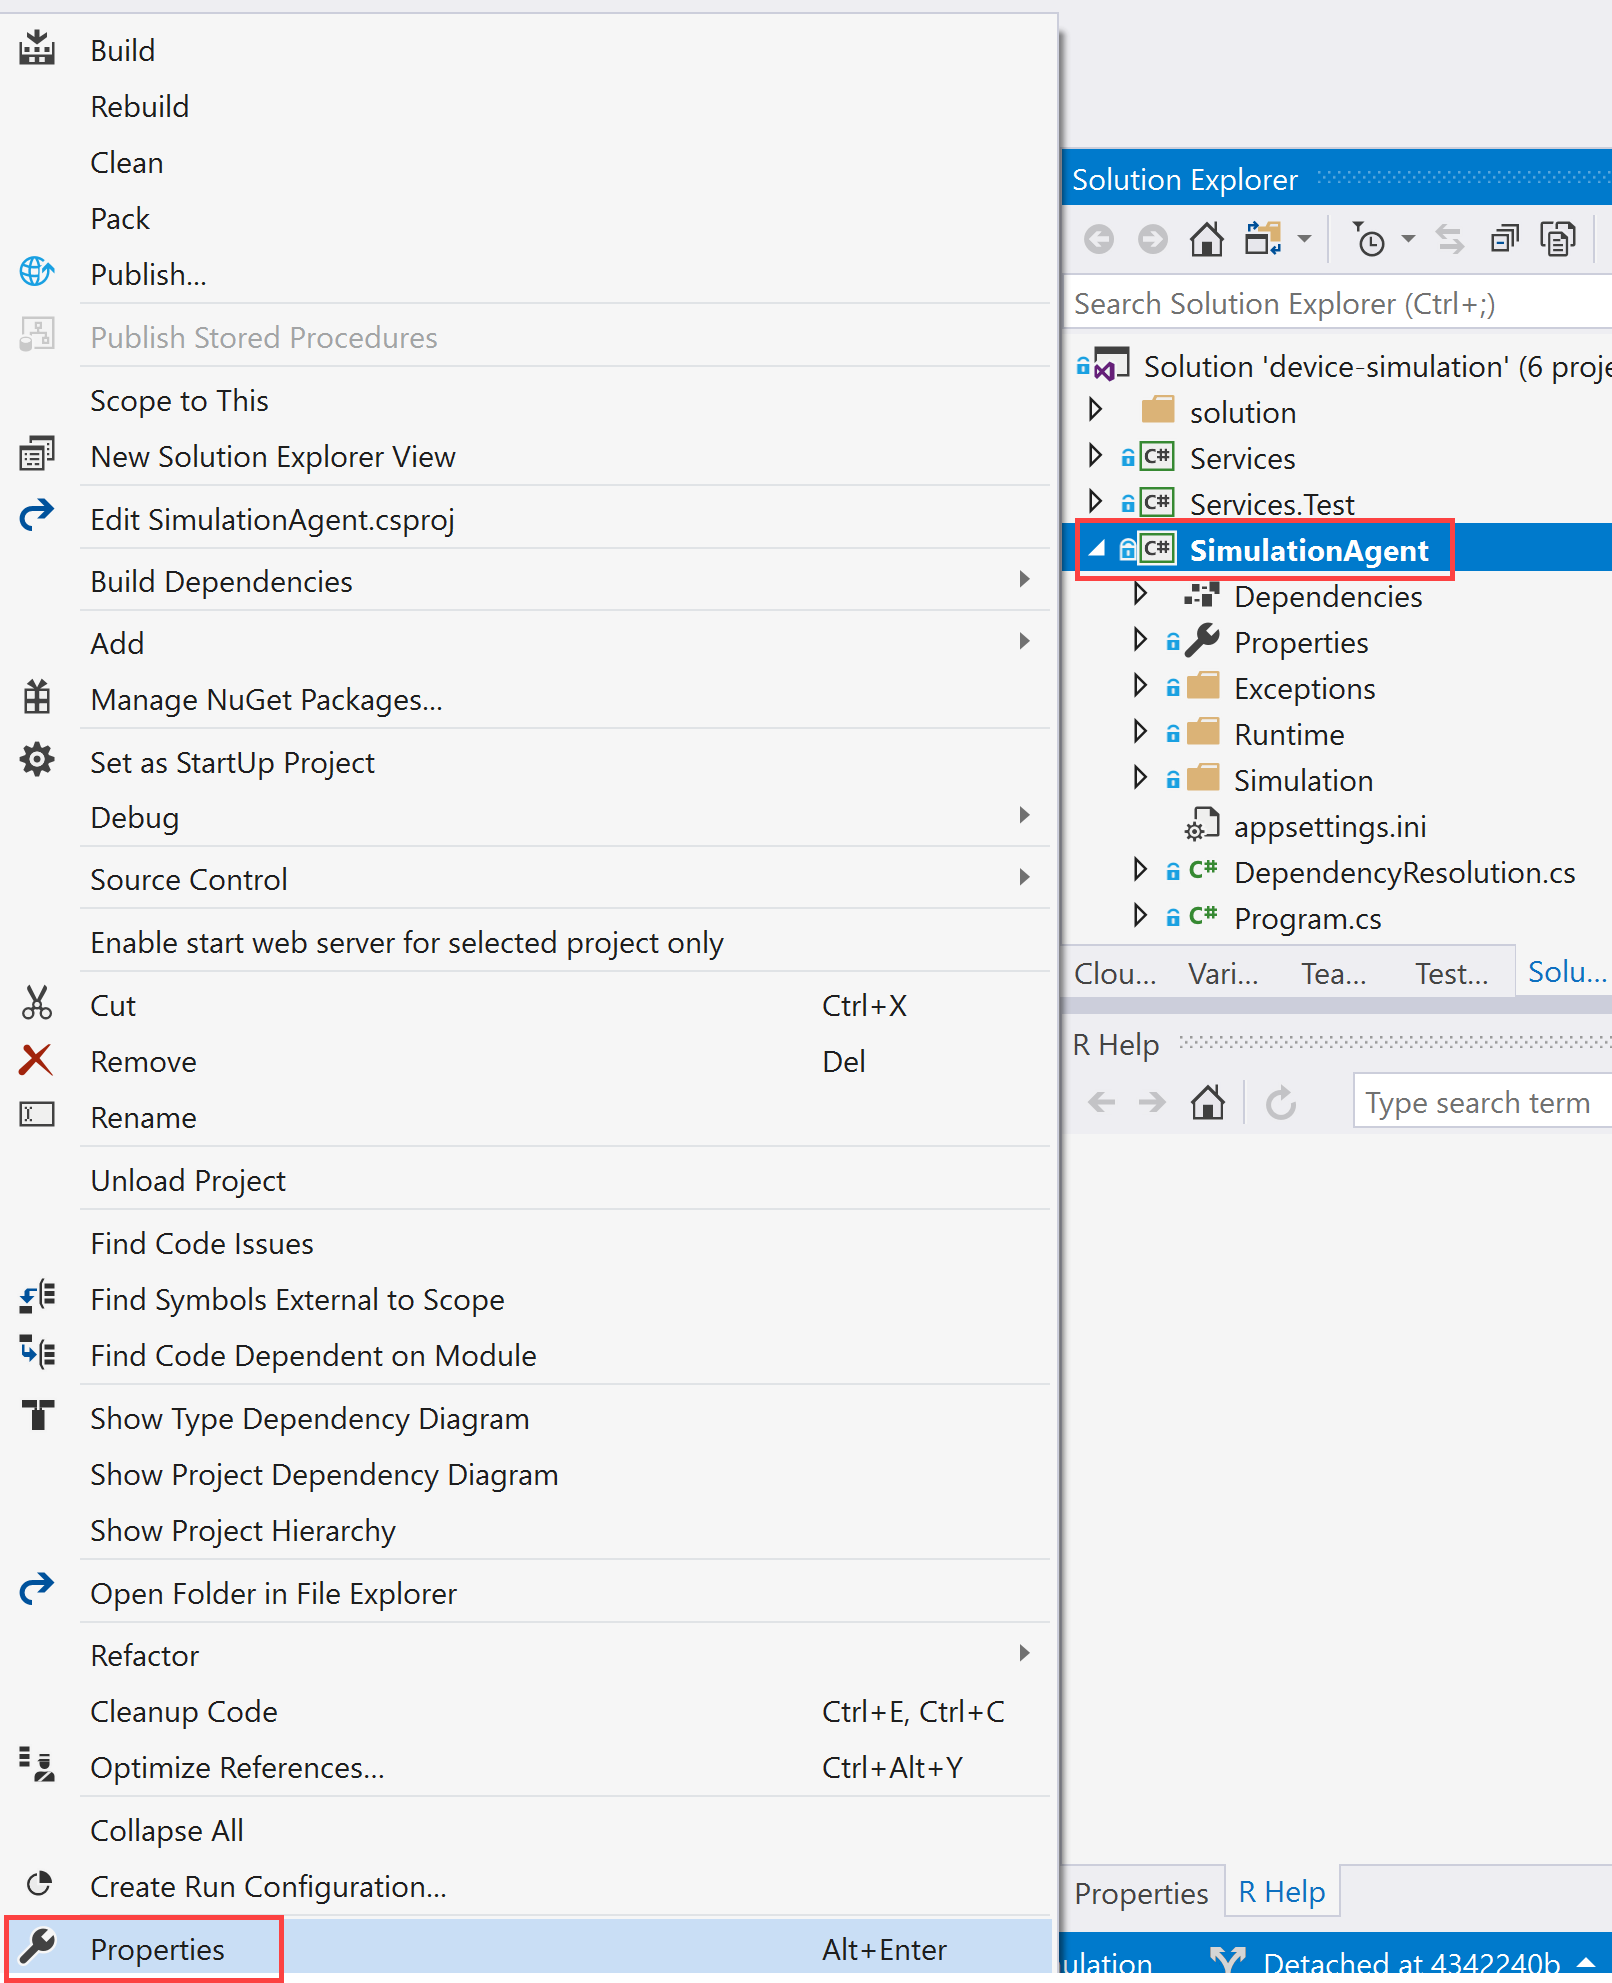 Build
Rebuild
Clean
Pack
Publish...
Publish Stored Procedures
Scope to This
New Solution Explorer View
Edit SimulationAgent.csproj
Build Dependencies
Add
Manage NuGet Packages...
Set as StartUp Project
Debug
Source Control
Enable start web server for selected project only
Cut Ctrl+X
Remove Del
Rename
Unload Project
Find Code Issues
Find Symbols External to Scope
Find Code Dependent on Module
Show Type Dependency Diagram
Show Project Dependency Diagram
Show Project Hierarchy
Open Folder in File Explorer
Refactor
Cleanup Code Ctrl+E, Ctrl+C
Optimize References... Ctrl+Alt+Y
Collapse All
Create Run Configuration...
Properties Alt+Enter
Solution Explorer
Search Solution Explorer (Ctrl+;)
Solution 'device-simulation' (6 proje
solution
C# Services
C# Services.Test
C# SimulationAgent
Dependencies
Properties
Exceptions
Runtime
Simulation
appsettings.ini
C# DependencyResolution.cs
C# Program.cs
Clou... Vari... Tea... Test... Solu...
R Help
Type search term
Properties R Help
ulation Detached at 4342240b